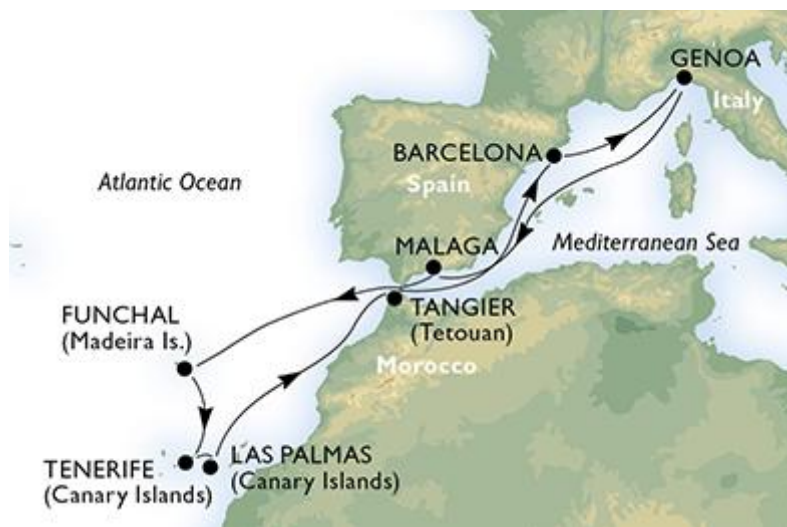 GENOA
Italy
BARCELONA
Spain
Atlantic Ocean
MALAGA
Mediterranean Sea
TANGIER
(Tetouan)
FUNCHAL
(Madeira Is.)
Morocco
LAS PALMAS
(Canary Islands)
TENERIFE
(Canary Islands)